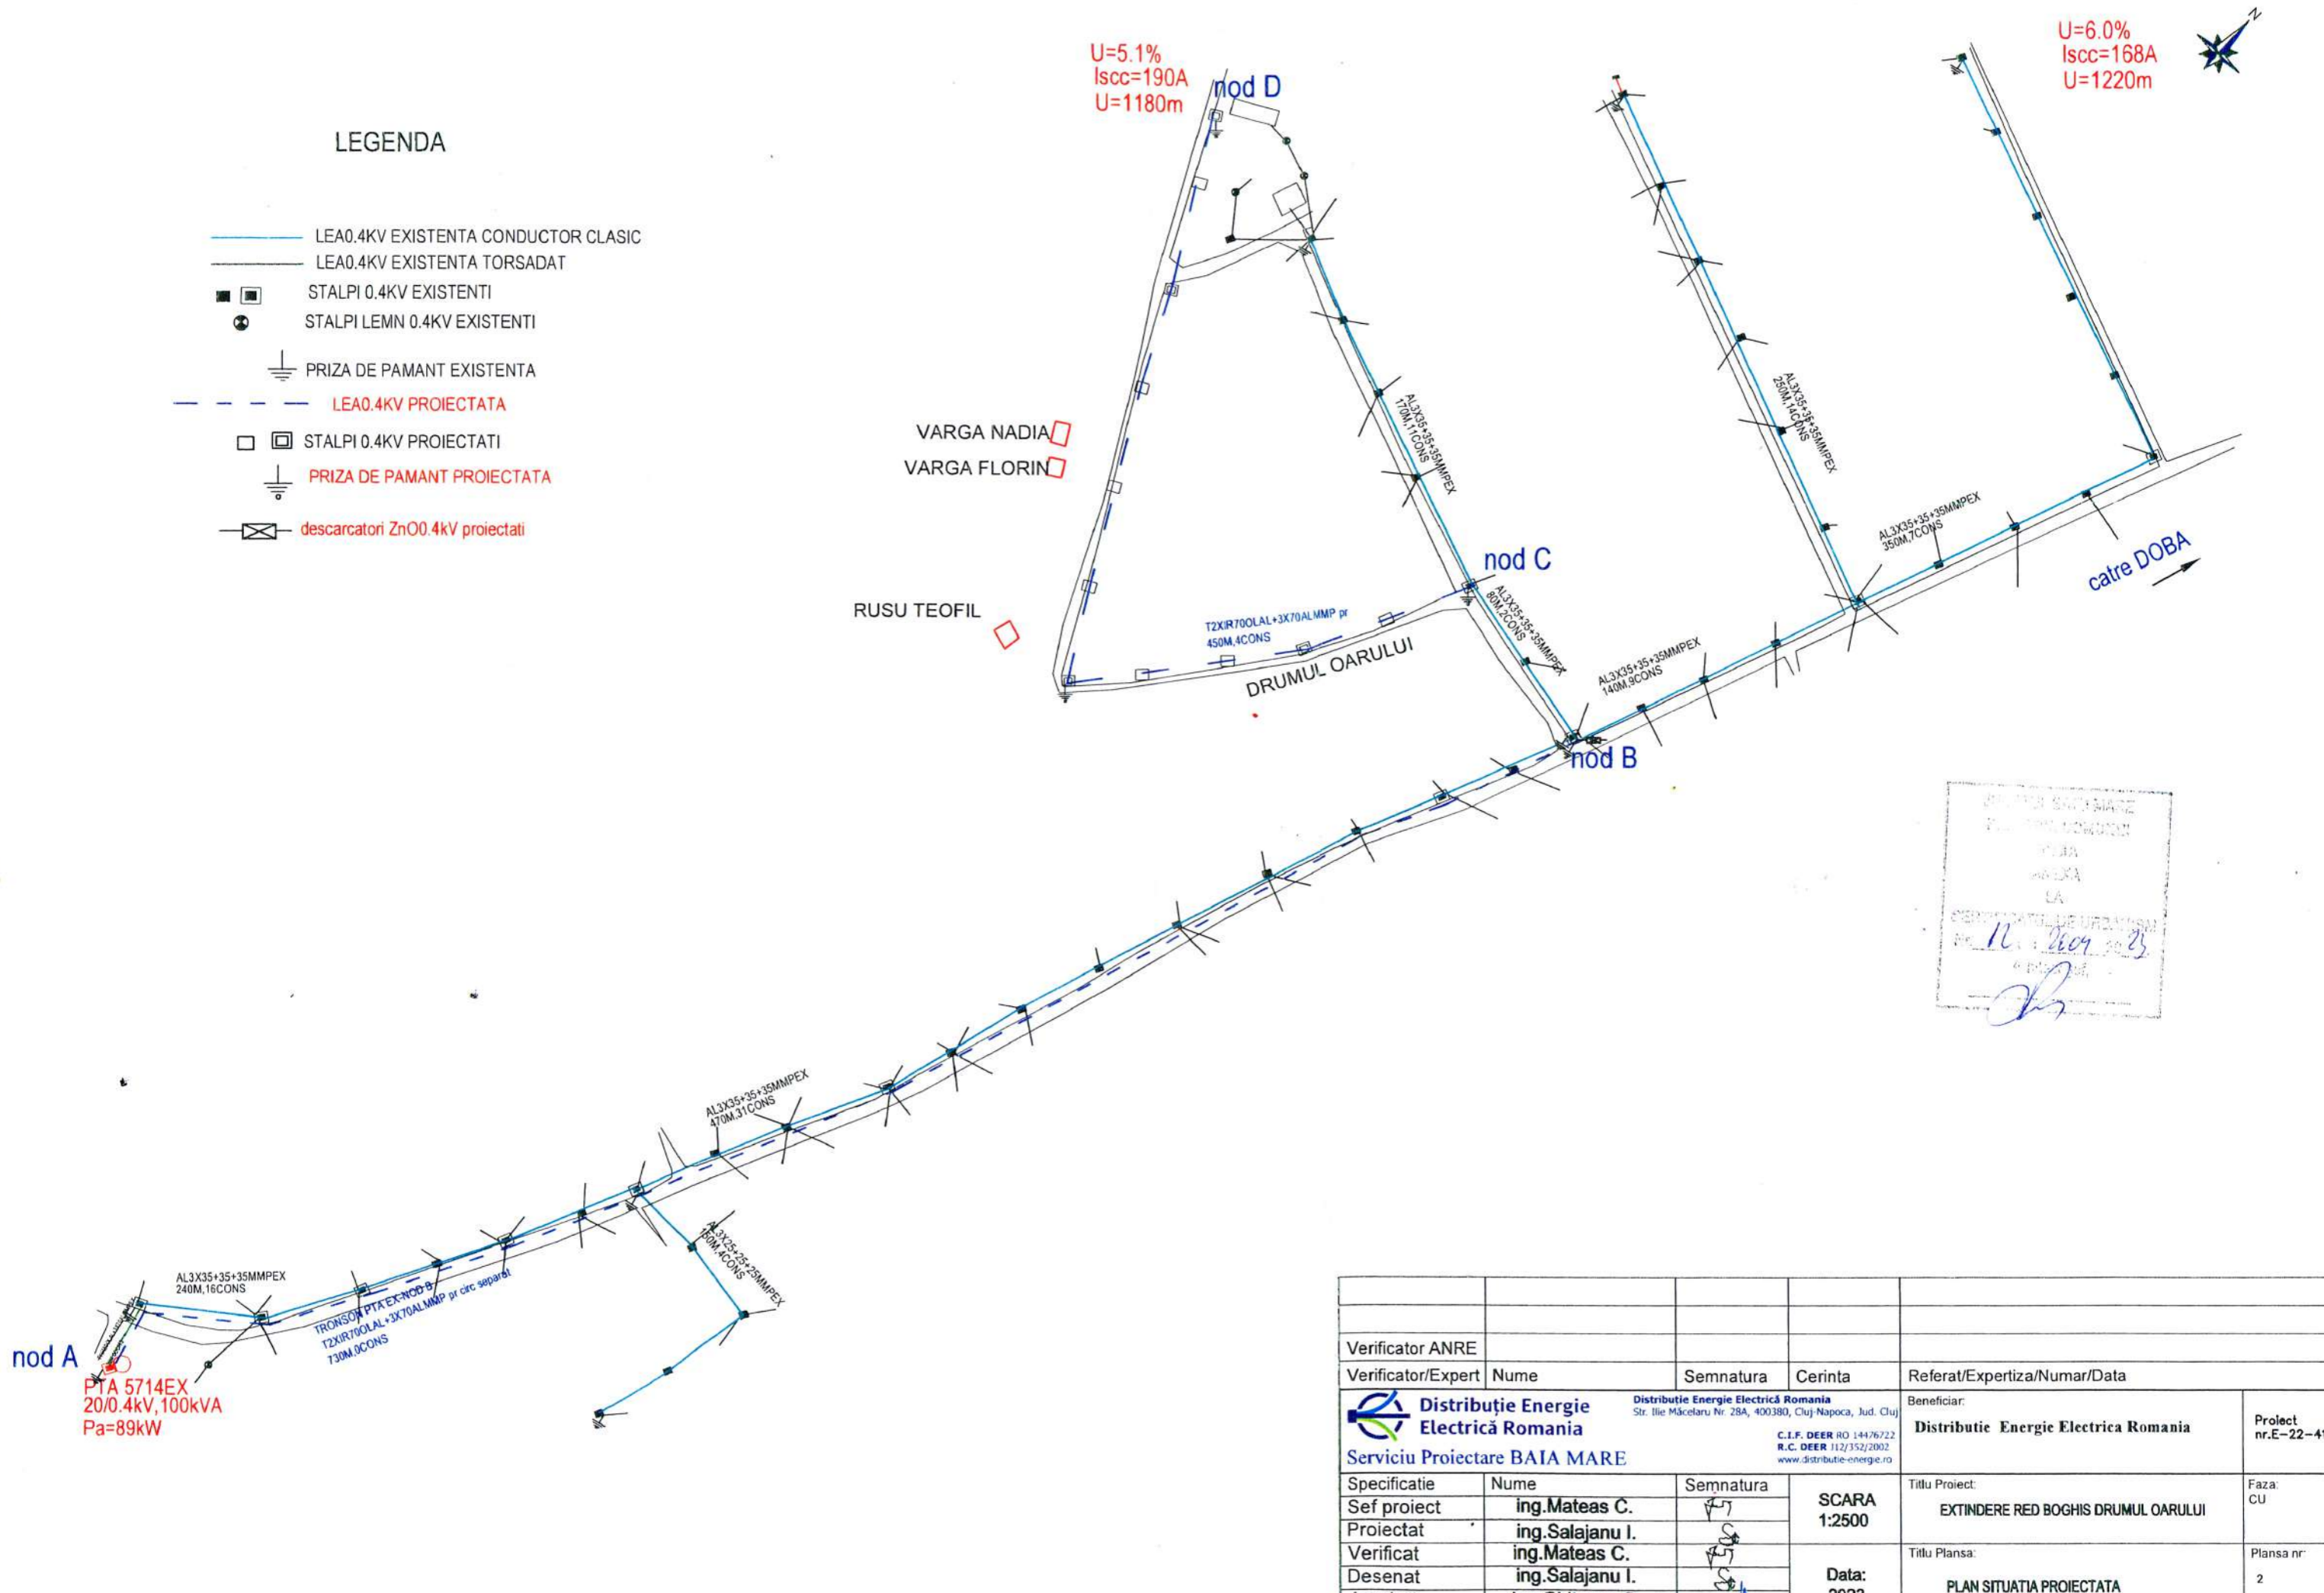 U=5.1%
Iscc=190A
U=1180m
nod D
U=6.0%
Iscc=168A
U=1220m
N
LEGENDA
LEA0.4KV EXISTENTA CONDUCTOR CLASIC
LEA0.4KV EXISTENTA TORSADAT
STALPI 0.4KV EXISTENTI
STALPI LEMN 0.4KV EXISTENTI
PRIZA DE PAMANT EXISTENTA
LEA0.4KV PROIECTATA
STALPI 0.4KV PROIECTATI
PRIZA DE PAMANT PROIECTATA
descarcatori ZnO0.4kV proiectati
VARGA NADIA
VARGA FLORIN
RUSU TEOFIL
AL3X35+35+35MMPEX
170M,11CONS
AL3X35+35+35MMPEX
250M,14CONS
nod C
AL3X35+35+35MMPEX
80M,2CONS
T2XIR70OLAL+3X70ALMMP pr
450M,4CONS
DRUMUL OARULUI
AL3X35+35+35MMPEX
350M,7CONS
catre DOBA
AL3X35+35+35MMPEX
140M,9CONS
nod B
SATU MARE
LA
12 2004 23
AL3X35+35+35MMPEX
470M,31CONS
AL3X25+25+25MMPEX
150M,4CONS
AL3X35+35+35MMPEX
240M,16CONS
TRONSON PTA EX-NOD B
T2XIR70OLAL+3X70ALMMP pr circ separat
730M,0CONS
nod A
PTA 5714EX
20/0.4kV,100kVA
Pa=89kW
Verificator ANRE
Verificator/Expert Nume Semnatura Cerinta Referat/Expertiza/Numar/Data
Distribuție Energie
Electrică Romania
Serviciu Proiectare BAIA MARE
Distribuție Energie Electrică Romania
Str. Ilie Măcelaru Nr. 28A, 400380, Cluj-Napoca, Jud. Cluj
C.I.F. DEER RO 14476722
R.C. DEER J12/352/2002
www.distributie-energie.ro
Beneficiar:
Distributie Energie Electrica Romania
Proiect
nr.E-22-4
Specificatie Nume Semnatura
Sef proiect ing.Mateas C.
Proiectat ing.Salajanu I.
Verificat ing.Mateas C.
Desenat ing.Salajanu I.
SCARA
1:2500
Data:
Titlu Proiect:
EXTINDERE RED BOGHIS DRUMUL OARULUI
Faza:
CU
Titlu Plansa:
PLAN SITUATIA PROIECTATA
Plansa nr:
2